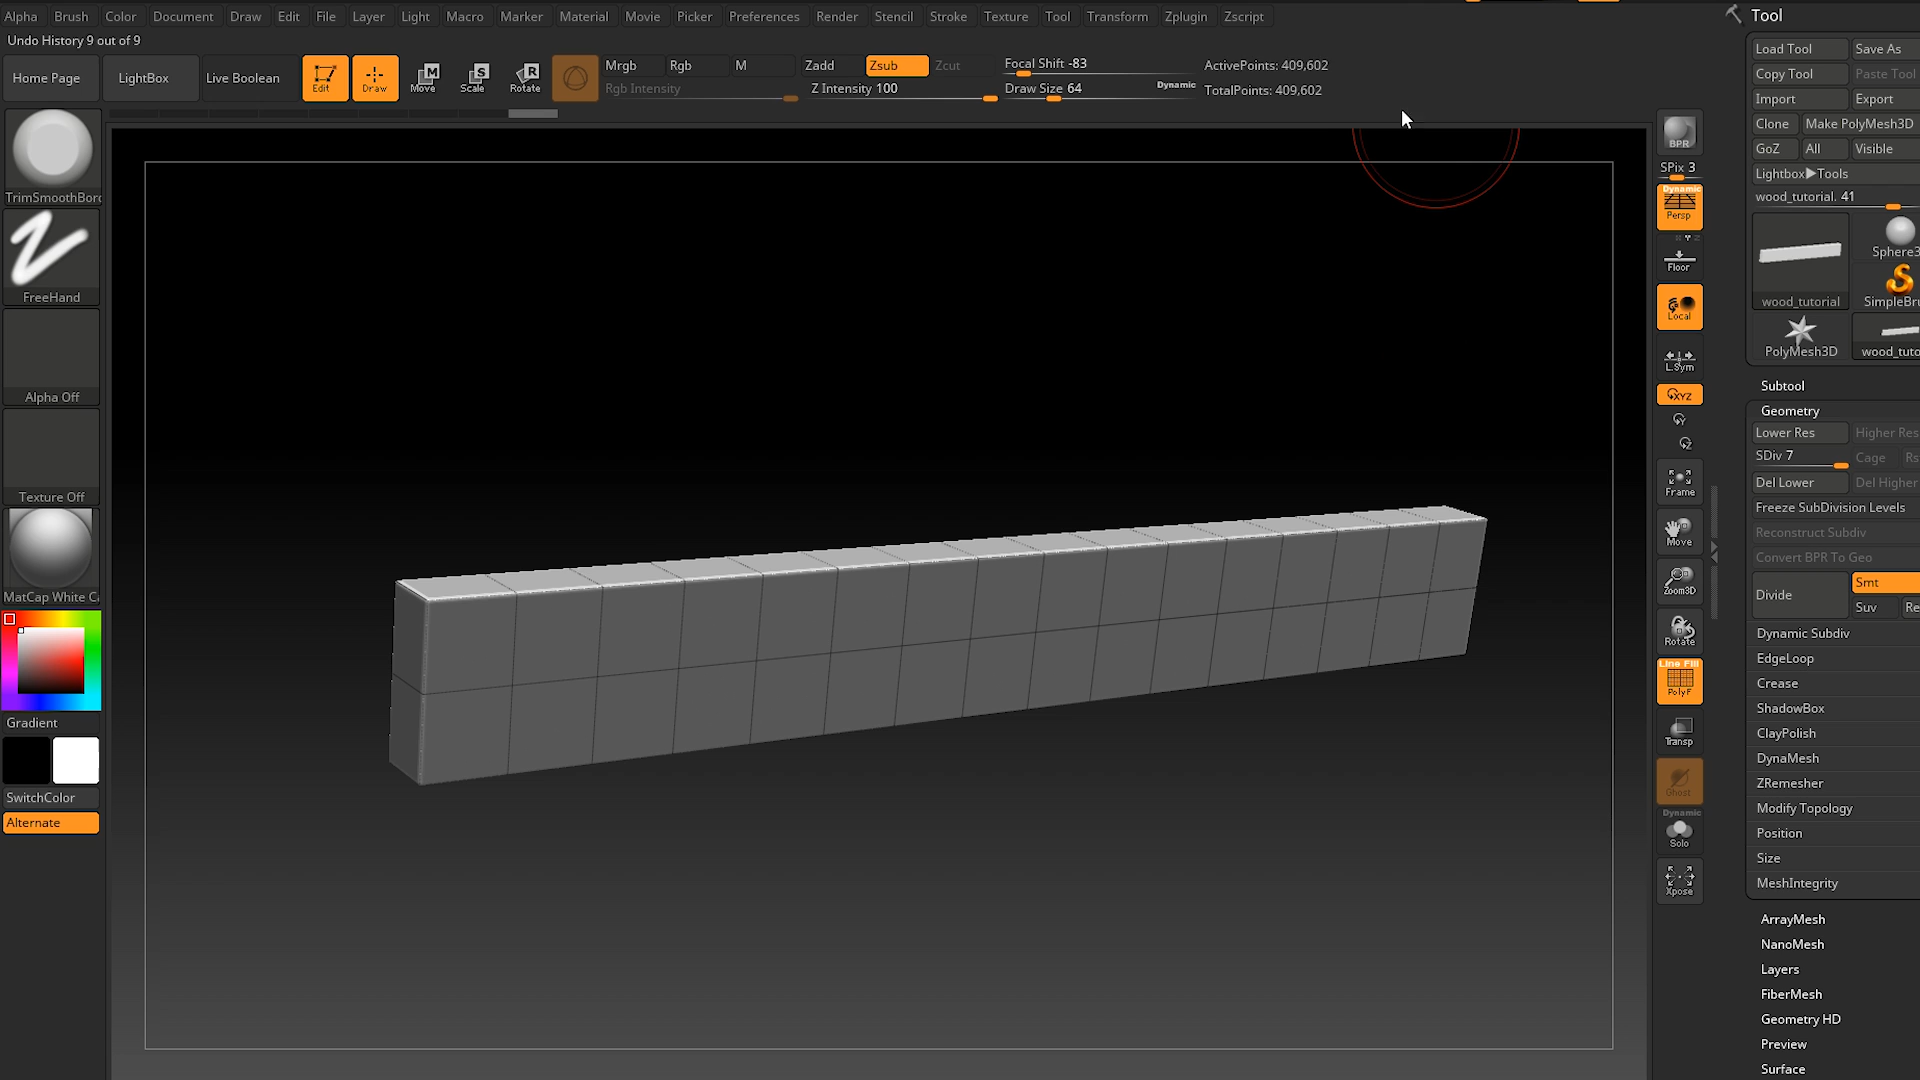 Alpha Brush Color Document Draw Edit File Layer Light Macro Marker Material Movie Picker Preferences Render Stencil Stroke Texture Tool Transform Zplugin Zscript
Undo History 9 out of 9
Home Page LightBox Live Boolean Edit Draw Move Scale Rotate
M S R
Mrgb Rgb M Zadd Zsub Zcut Focal Shift -83 ActivePoints: 409,602
Rgb Intensity Z Intensity 100 Draw Size 64 Dynamic TotalPoints: 409,602
TrimSmoothBord
FreeHand
Alpha Off
Texture Off
MatCap White C
Gradient
SwitchColor
Alternate
BPR
SPix 3
Dynamic
Persp
Floor
Local
L.Sym
XYZ
Y
Z
Frame
Move
Zoom3D
Rotate
Line Fill
PolyF
Transp
Ghost
Dynamic
Solo
Xpose
Tool
Load Tool Save As
Copy Tool Paste Tool
Import Export
Clone Make PolyMesh3D
GoZ All Visible
Lightbox▶Tools
wood_tutorial. 41
wood_tutorial Sphere3
SimpleBru
PolyMesh3D wood_tuto
Subtool
Geometry
Lower Res Higher Res
SDiv 7 Cage Rs
Del Lower Del Higher
Freeze SubDivision Levels
Reconstruct Subdiv
Convert BPR To Geo
Divide Smt
Suv Re
Dynamic Subdiv
EdgeLoop
Crease
ShadowBox
ClayPolish
DynaMesh
ZRemesher
Modify Topology
Position
Size
MeshIntegrity
ArrayMesh
NanoMesh
Layers
FiberMesh
Geometry HD
Preview
Surface